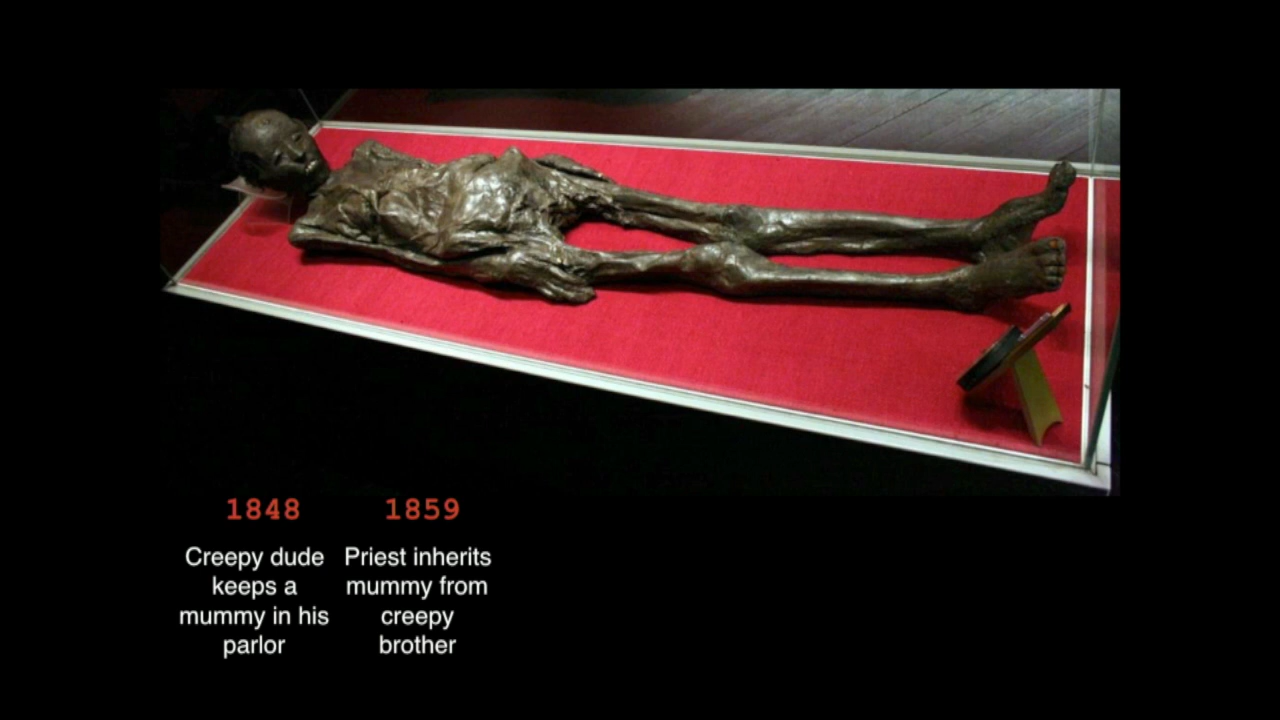 1848
Creepy dude
keeps a
mummy in his
parlor
1859
Priest inherits
mummy from
creepy
brother